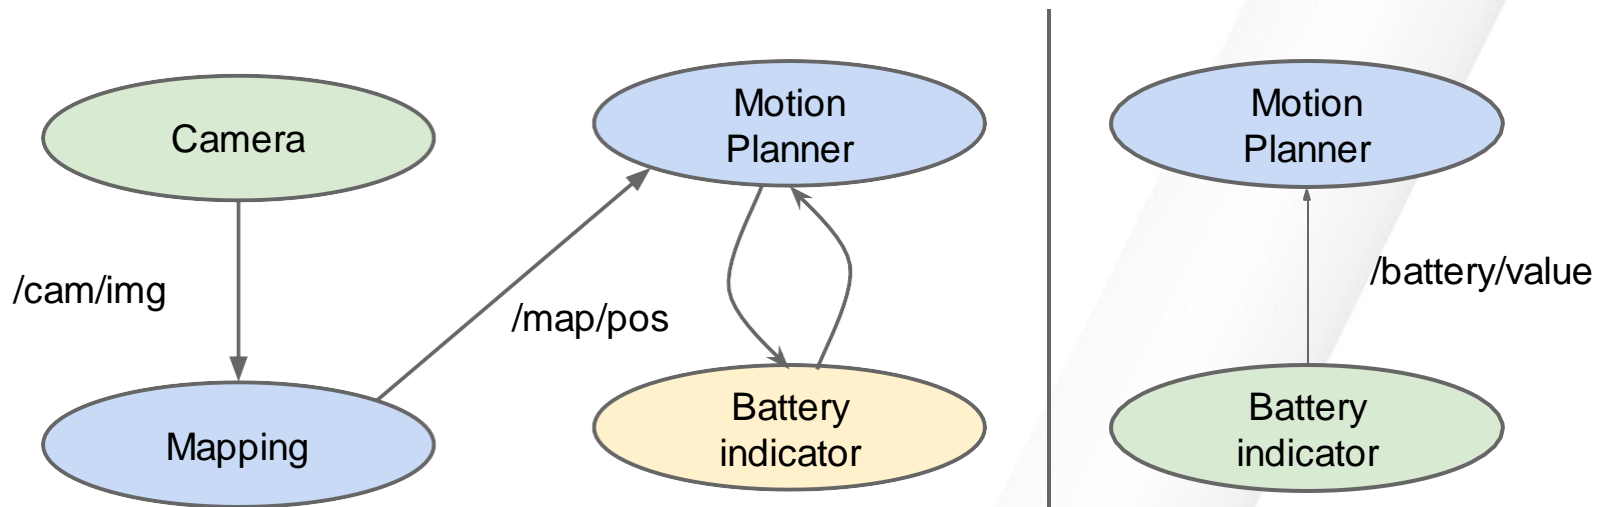 Camera
/cam/img
Mapping
/map/pos
Motion
Planner
Battery
indicator
Motion
Planner
/battery/value
Battery
indicator